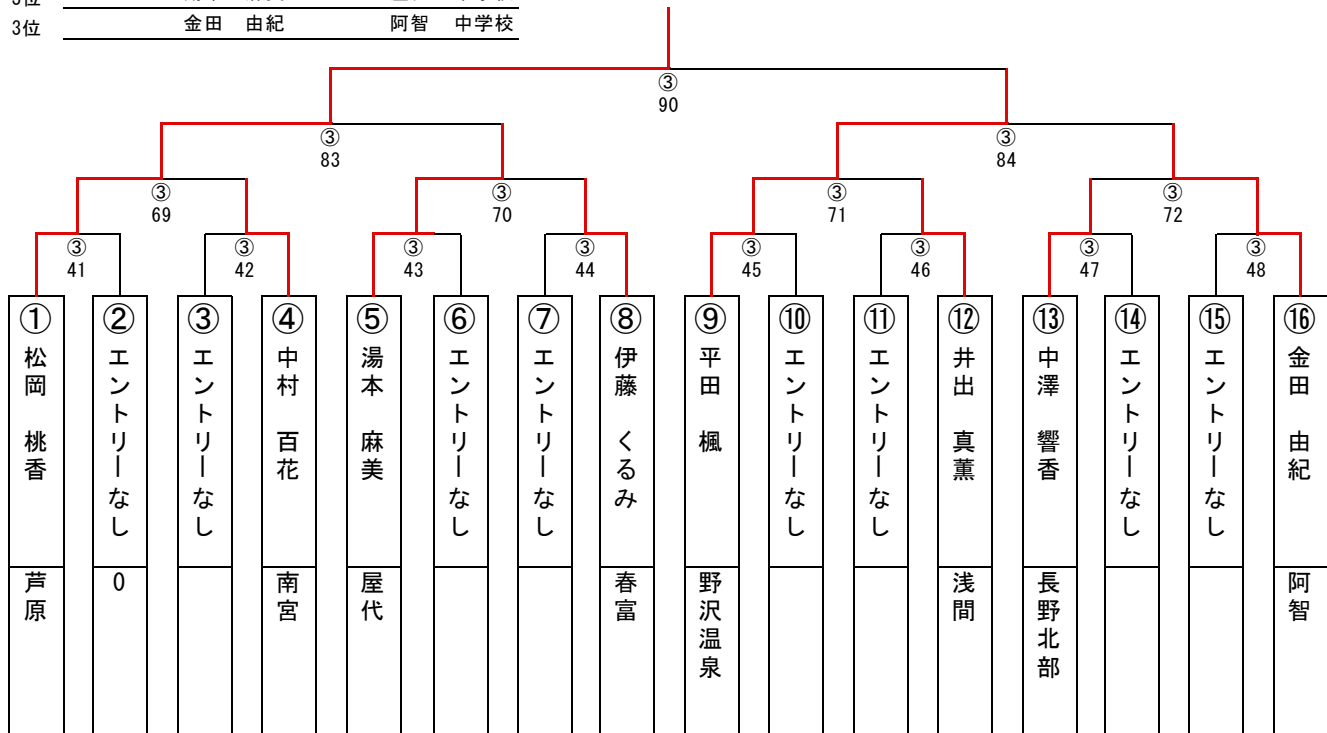 3位 金田 由紀 阿智 中学校
③
90
③ ③
83 84
③ ③ ③ ③
69 70 71 72
③ ③ ③ ③ ③ ③ ③ ③
41 42 43 44 45 46 47 48
① 松岡 桃香 芦原
② エントリーなし 0
③ エントリーなし
④ 中村 百花 南宮
⑤ 湯本 麻美 屋代
⑥ エントリーなし
⑦ エントリーなし
⑧ 伊藤 くるみ 春富
⑨ 平田 楓 野沢温泉
⑩ エントリーなし
⑪ エントリーなし
⑫ 井出 真薫 浅間
⑬ 中澤 響香 長野北部
⑭ エントリーなし
⑮ エントリーなし
⑯ 金田 由紀 阿智